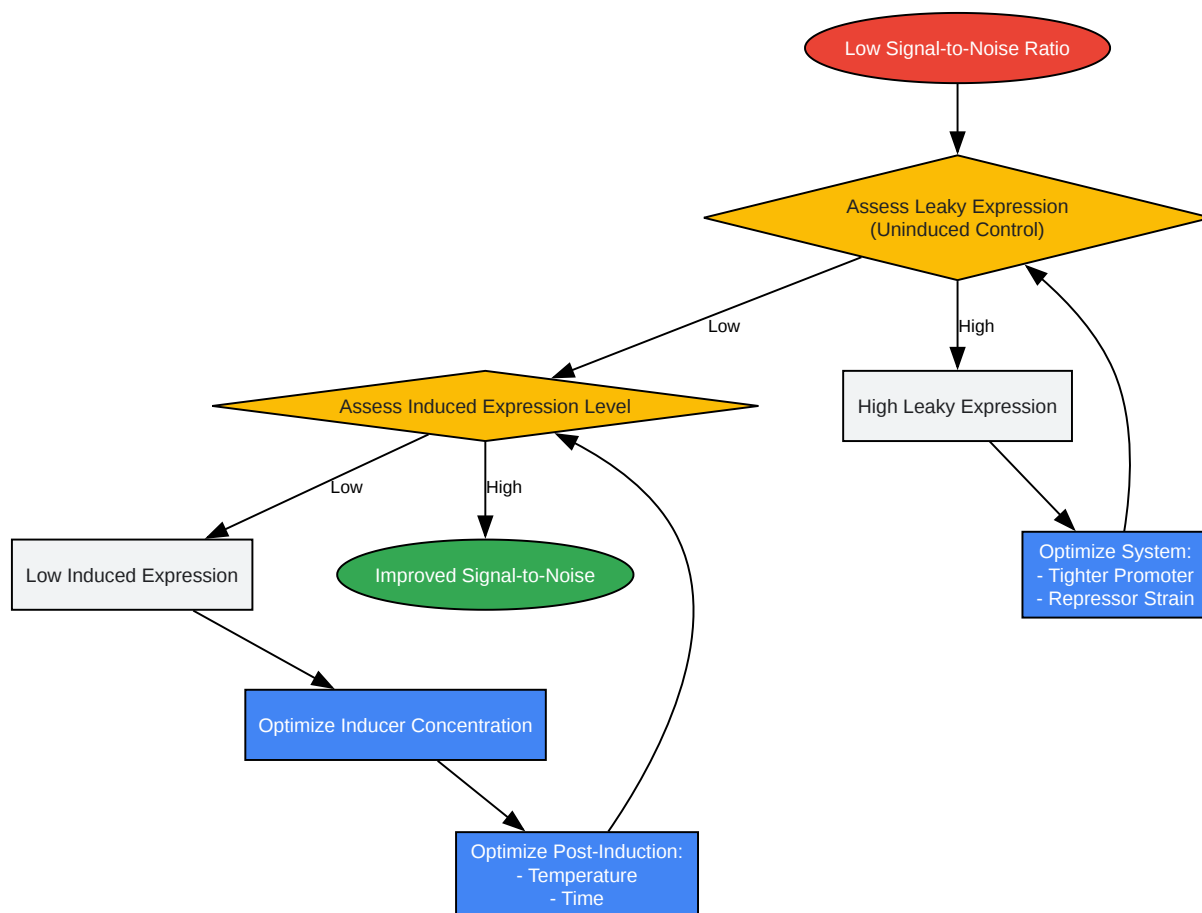 Low Signal-to-Noise Ratio
Assess Leaky Expression
(Uninduced Control)
Low
High
Assess Induced Expression Level
High Leaky Expression
Low
High
Low Induced Expression
Improved Signal-to-Noise
Optimize System:
- Tighter Promoter
- Repressor Strain
Optimize Inducer Concentration
Optimize Post-Induction:
- Temperature
- Time